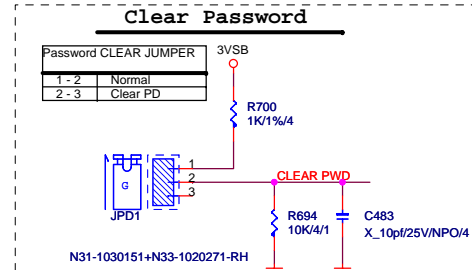 Clear Password
Password CLEAR JUMPER
1 - 2 Normal
2 - 3 Clear PD
3VSB
R700
1K/1%/4
1
2
3
G
JPD1
CLEAR PWD
R694
10K/4/1
C483
X_10pf/25V/NPO/4
N31-1030151+N33-1020271-RH